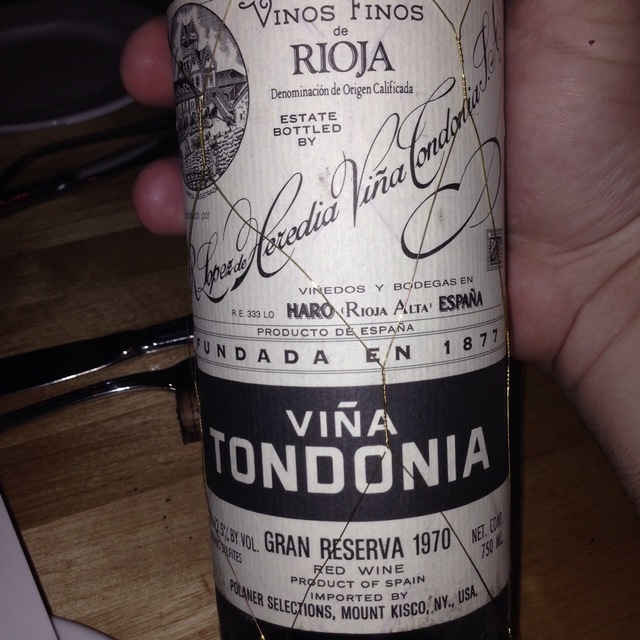 VINOS FINOS
de
RIOJA
Denominación de Origen Calificada
ESTATE
BOTTLED
BY
R. Lopez de Heredia Viña Tondonia, S.A.
por
VIÑEDOS Y BODEGAS EN
R.E. 333 LO HARO (RIOJA ALTA) ESPAÑA
PRODUCTO DE ESPAÑA
FUNDADA EN 1877
VIÑA
TONDONIA
% BY VOL. GRAN RESERVA 1970 NET. CONT.
SULFITES RED WINE 750 ML.
PRODUCT OF SPAIN
IMPORTED BY
POLANER SELECTIONS, MOUNT KISCO, NY., USA.